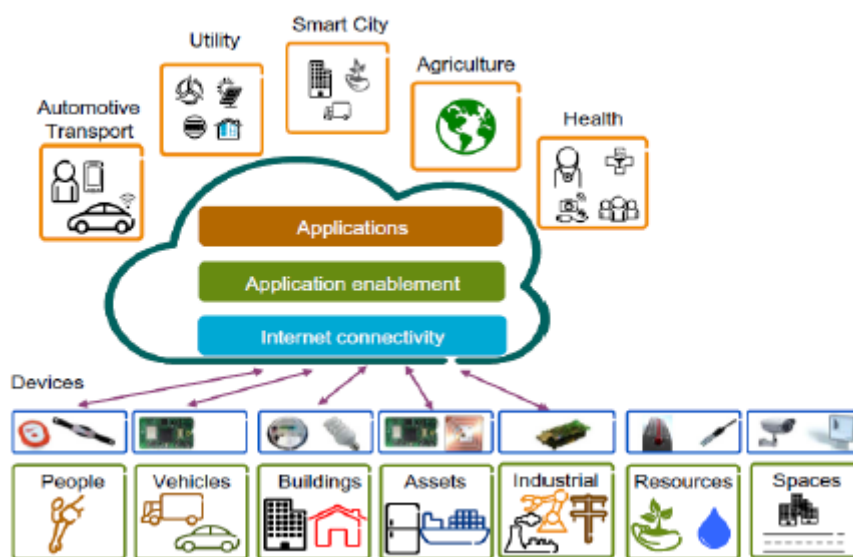 Smart City
Utility
Agriculture
Automotive
Transport
Health
Applications
Application enablement
Internet connectivity
Devices
People
Vehicles
Buildings
Assets
Industrial
Resources
Spaces